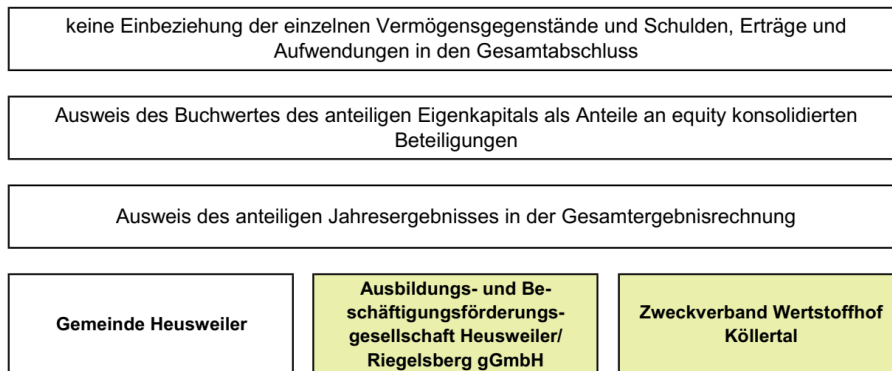 keine Einbeziehung der einzelnen Vermögensgegenstände und Schulden, Erträge und
Aufwendungen in den Gesamtabschluss
Ausweis des Buchwertes des anteiligen Eigenkapitals als Anteile an equity konsolidierten
Beteiligungen
Ausweis des anteiligen Jahresergebnisses in der Gesamtergebnisrechnung
Gemeinde Heusweiler
Ausbildungs- und Be-
schäftigungsförderungs-
gesellschaft Heusweiler/
Riegelsberg gGmbH
Zweckverband Wertstoffhof
Köllertal